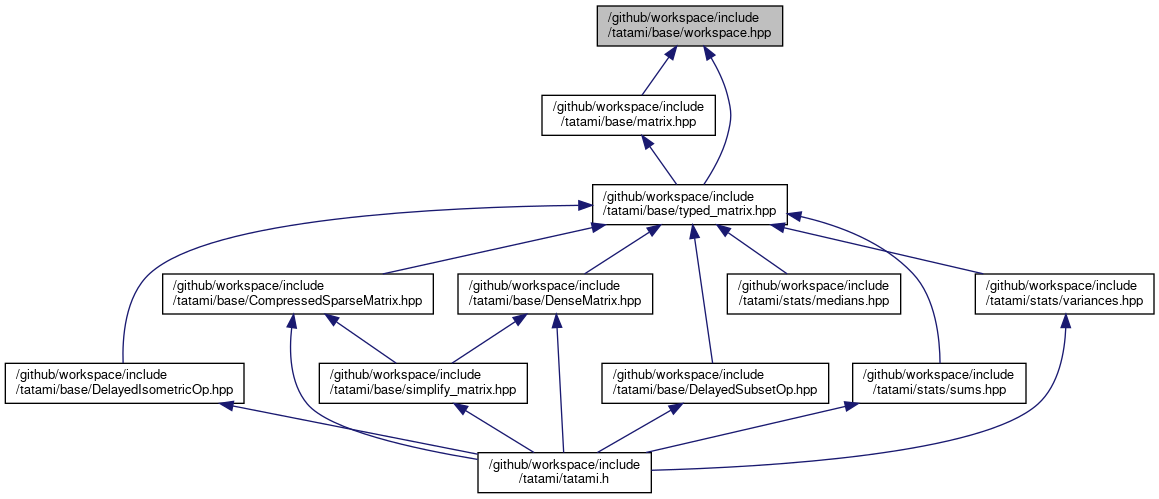 /github/workspace/include
/tatami/base/workspace.hpp
/github/workspace/include
/tatami/base/matrix.hpp
/github/workspace/include
/tatami/base/typed_matrix.hpp
/github/workspace/include
/tatami/base/CompressedSparseMatrix.hpp
/github/workspace/include
/tatami/base/DenseMatrix.hpp
/github/workspace/include
/tatami/stats/medians.hpp
/github/workspace/include
/tatami/stats/variances.hpp
/github/workspace/include
/tatami/base/DelayedIsometricOp.hpp
/github/workspace/include
/tatami/base/simplify_matrix.hpp
/github/workspace/include
/tatami/base/DelayedSubsetOp.hpp
/github/workspace/include
/tatami/stats/sums.hpp
/github/workspace/include
/tatami/tatami.h